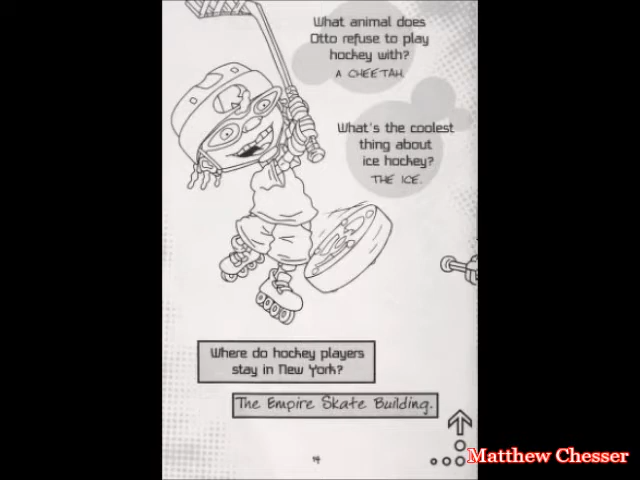 What animal does
Otto refuse to play
hockey with?
A CHEETAH.
What's the coolest
thing about
ice hockey?
THE ICE.
Where do hockey players
stay in New York?
The Empire Skate Building.
14
Matthew Chesser